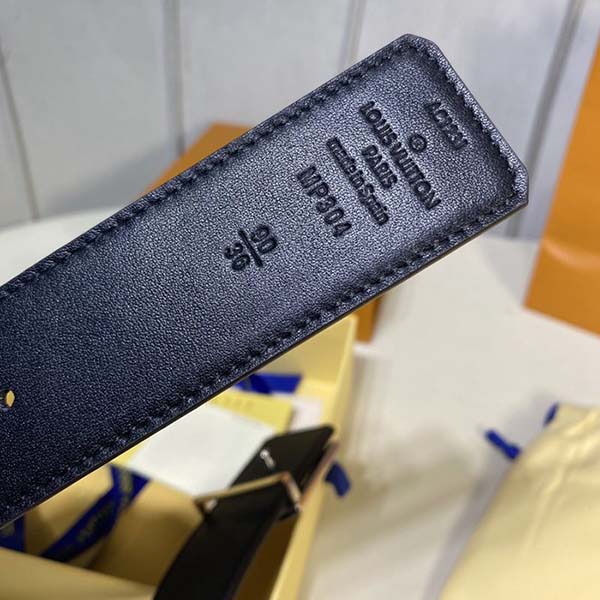 LOUIS VUITTON
PARIS
made in Spain
MP304
90
36